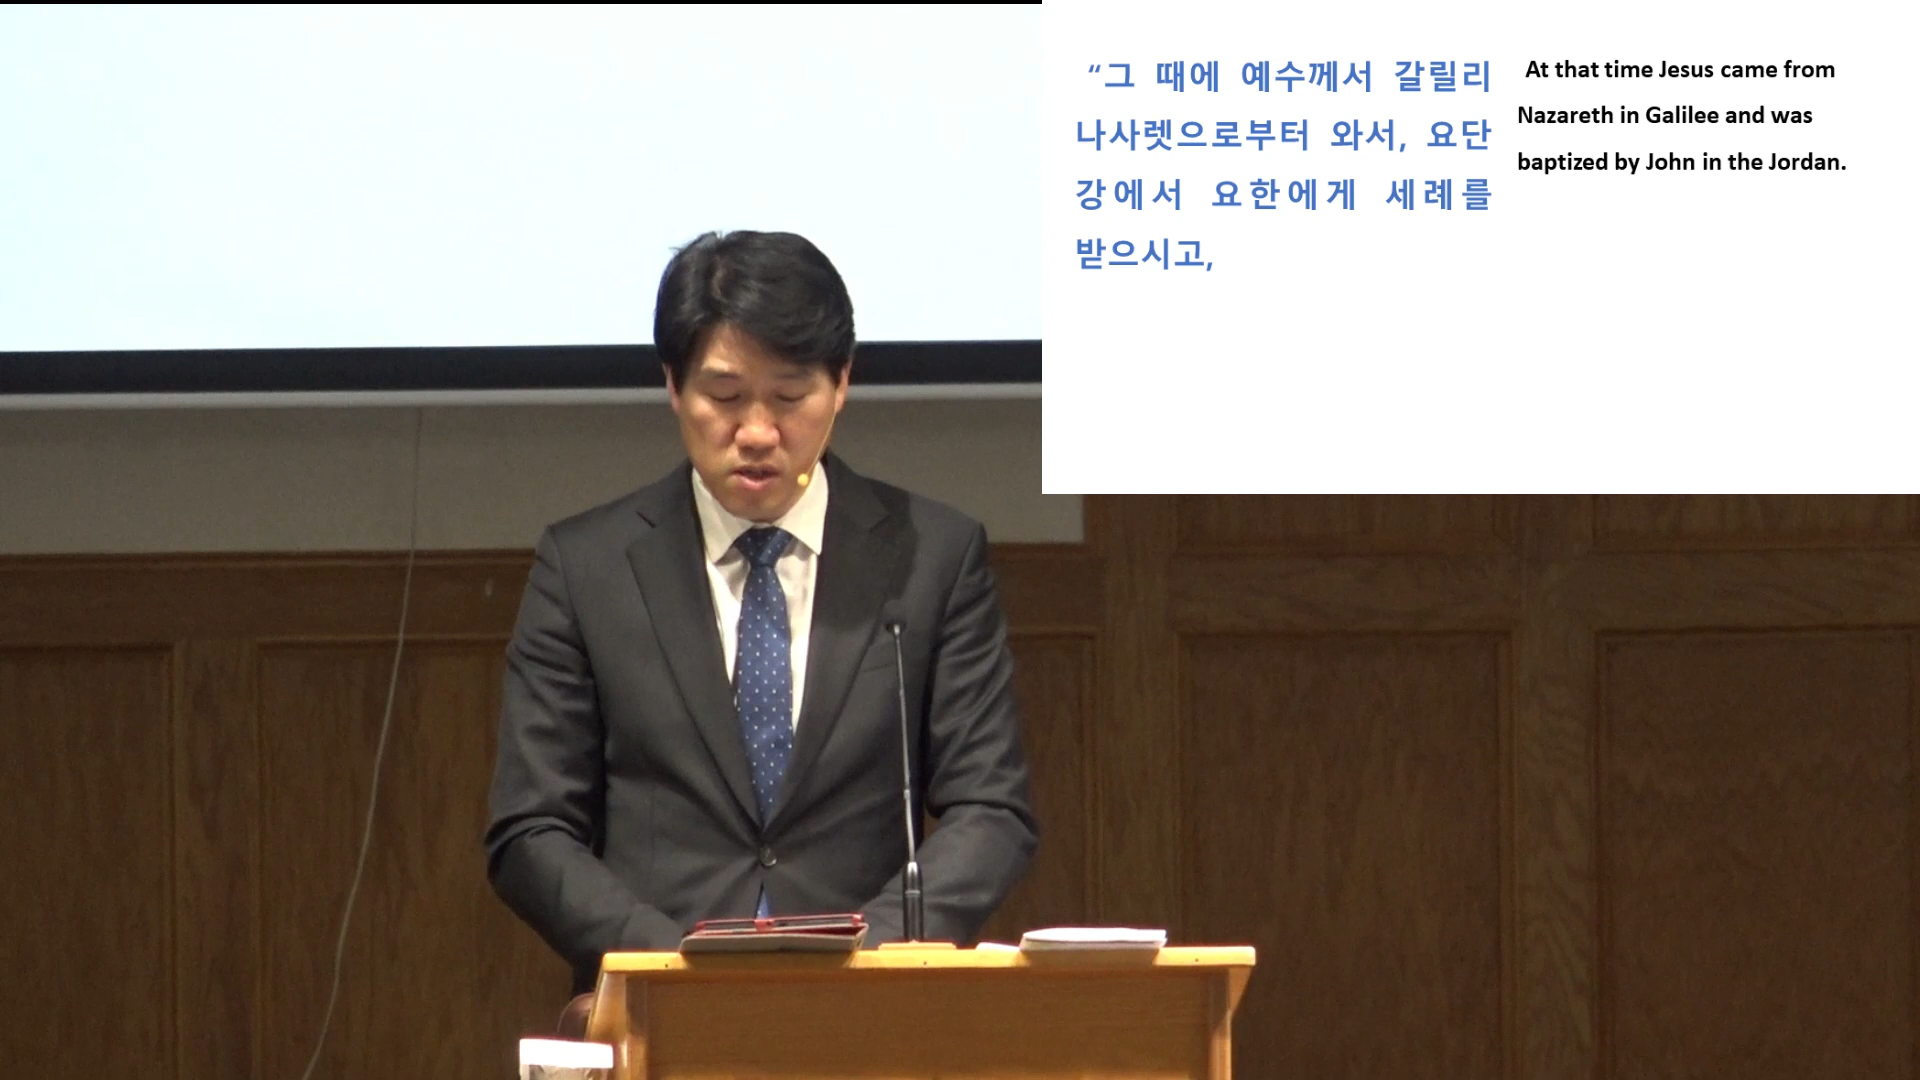 “그 때에 예수께서 갈릴리
나사렛으로부터 와서, 요단
강에서 요한에게 세례를
받으시고,
At that time Jesus came from
Nazareth in Galilee and was
baptized by John in the Jordan.